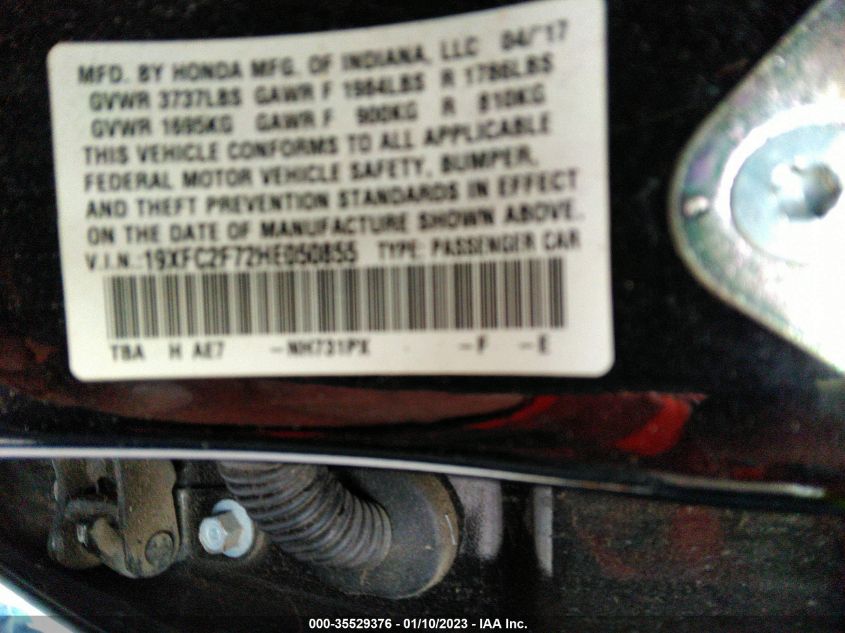 MFD. BY HONDA MFG. OF INDIANA, LLC 04/'17
GVWR 3737LBS GAWR F 1984LBS R 1786LBS
GVWR 1695KG GAWR F 900KG R 810KG
THIS VEHICLE CONFORMS TO ALL APPLICABLE
FEDERAL MOTOR VEHICLE SAFETY, BUMPER,
AND THEFT PREVENTION STANDARDS IN EFFECT
ON THE DATE OF MANUFACTURE SHOWN ABOVE.
V.I.N.:19XFC2F72HE050855 TYPE: PASSENGER CAR
TBA H AE7 -NH731PX -F -E
000-35529376 - 01/10/2023 - IAA Inc.